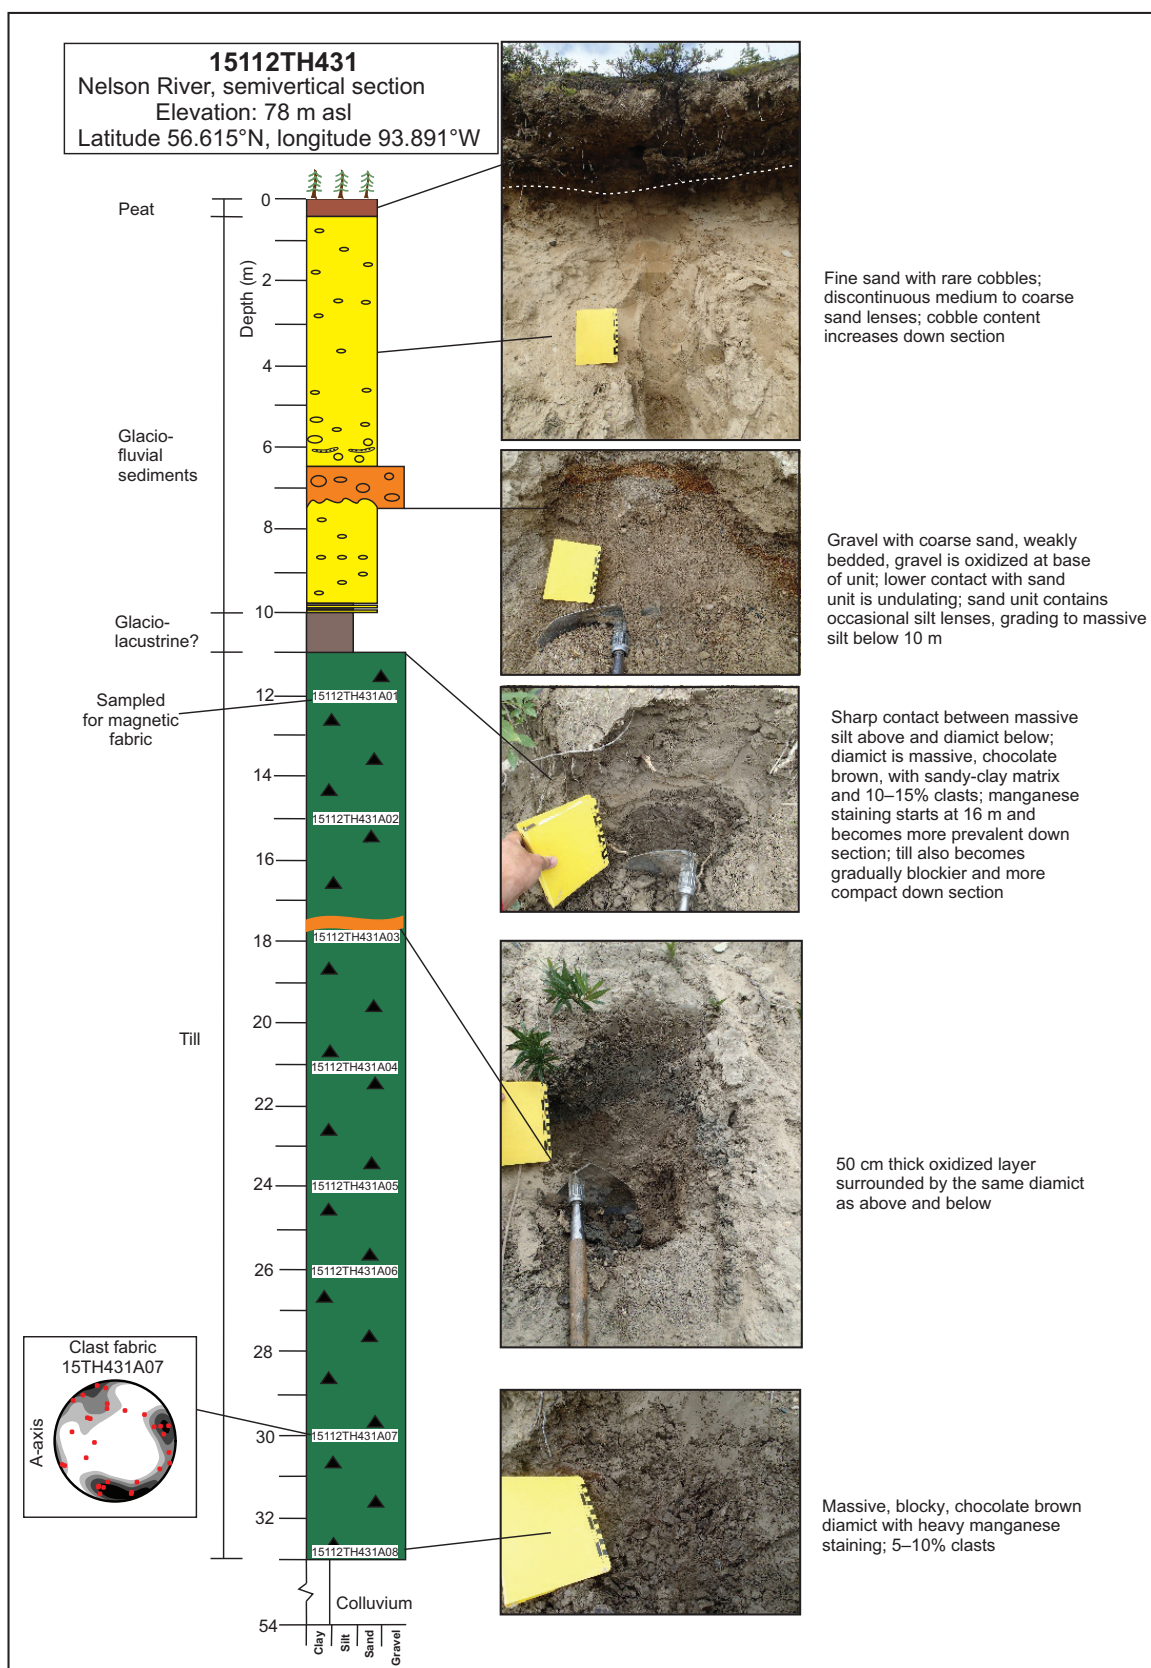 15112TH431
Nelson River, semivertical section
Elevation: 78 m asl
Latitude 56.615°N, longitude 93.891°W
Peat
Glacio-
fluvial
sediments
Glacio-
lacustrine?
Sampled
for magnetic
fabric
Till
Depth (m)
0
2
4
6
8
10
12
14
16
18
20
22
24
26
28
30
32
54
15112TH431A01
15112TH431A02
15112TH431A03
15112TH431A04
15112TH431A05
15112TH431A06
15112TH431A07
15112TH431A08
Colluvium
Clay
Silt
Sand
Gravel
Clast fabric
15TH431A07
A-axis
Fine sand with rare cobbles;
discontinuous medium to coarse
sand lenses; cobble content
increases down section
Gravel with coarse sand, weakly
bedded, gravel is oxidized at base
of unit; lower contact with sand
unit is undulating; sand unit contains
occasional silt lenses, grading to massive
silt below 10 m
Sharp contact between massive
silt above and diamict below;
diamict is massive, chocolate
brown, with sandy-clay matrix
and 10–15% clasts; manganese
staining starts at 16 m and
becomes more prevalent down
section; till also becomes
gradually blockier and more
compact down section
50 cm thick oxidized layer
surrounded by the same diamict
as above and below
Massive, blocky, chocolate brown
diamict with heavy manganese
staining; 5–10% clasts